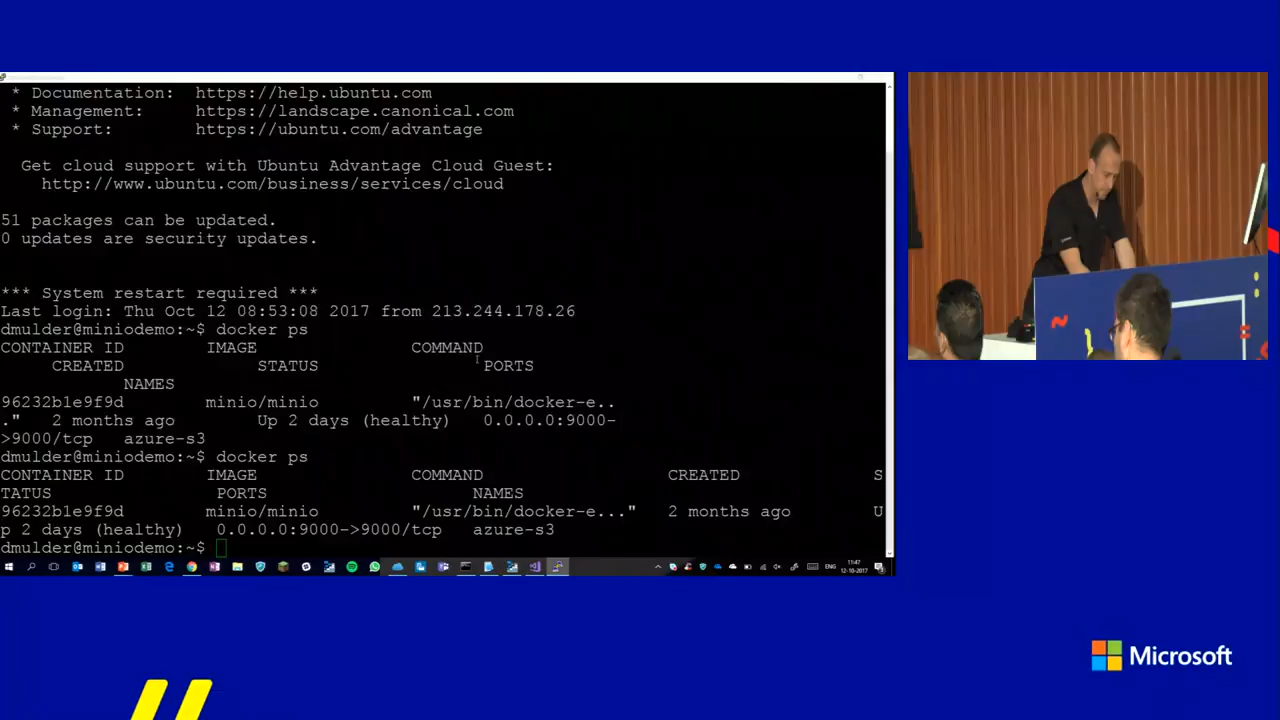 * Documentation:  https://help.ubuntu.com
* Management:     https://landscape.canonical.com
* Support:        https://ubuntu.com/advantage
Get cloud support with Ubuntu Advantage Cloud Guest:
http://www.ubuntu.com/business/services/cloud
51 packages can be updated.
0 updates are security updates.
*** System restart required ***
Last login: Thu Oct 12 08:53:08 2017 from 213.244.178.26
dmulder@miniodemo:~$ docker ps
CONTAINER ID        IMAGE               COMMAND
CREATED             STATUS                PORTS
NAMES
96232b1e9f9d        minio/minio         "/usr/bin/docker-e..
."   2 months ago        Up 2 days (healthy)   0.0.0.0:9000-
>9000/tcp   azure-s3
dmulder@miniodemo:~$ docker ps
CONTAINER ID        IMAGE               COMMAND                  CREATED             S
TATUS                PORTS                    NAMES
96232b1e9f9d        minio/minio         "/usr/bin/docker-e..."   2 months ago        U
p 2 days (healthy)   0.0.0.0:9000->9000/tcp   azure-s3
dmulder@miniodemo:~$
ENG
11:47
12-10-2017
Microsoft